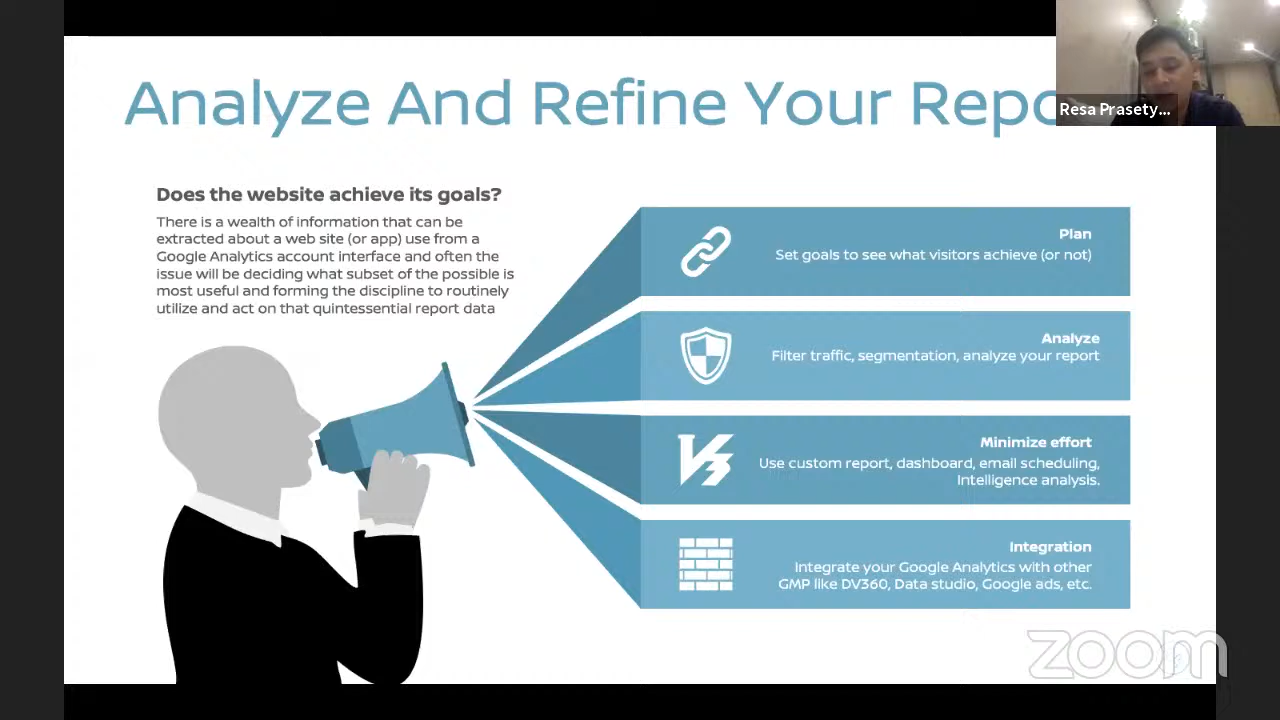 Analyze And Refine Your Repo
Resa Prasety...
Does the website achieve its goals?
There is a wealth of information that can be
extracted about a web site (or app) use from a
Google Analytics account interface and often the
issue will be deciding what subset of the possible is
most useful and forming the discipline to routinely
utilize and act on that quintessential report data
Plan
Set goals to see what visitors achieve (or not)
Analyze
Filter traffic, segmentation, analyze your report
Minimize effort
Use custom report, dashboard, email scheduling,
Intelligence analysis.
Integration
Integrate your Google Analytics with other
GMP like DV360, Data studio, Google ads, etc.
zoom